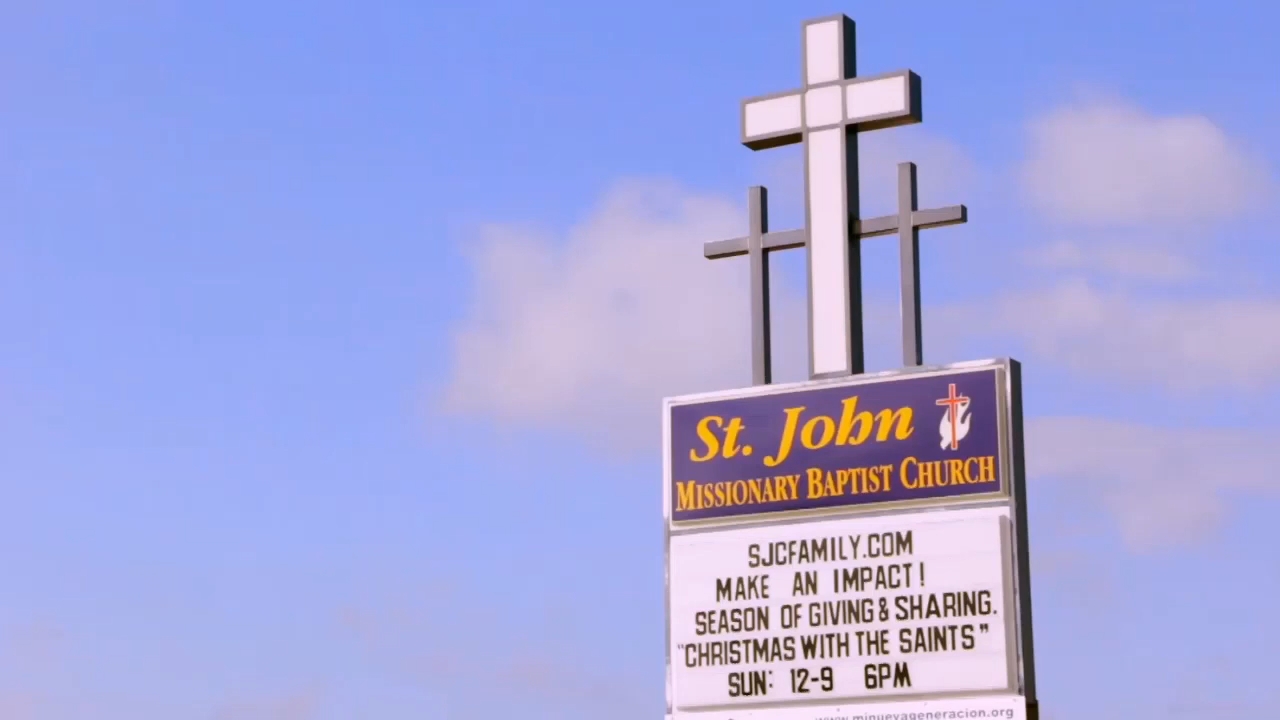 St. John
MISSIONARY BAPTIST CHURCH
SJCFAMILY.COM
MAKE AN IMPACT!
SEASON OF GIVING & SHARING.
"CHRISTMAS WITH THE SAINTS"
SUN: 12-9 6PM
www.minuevageneracion.org